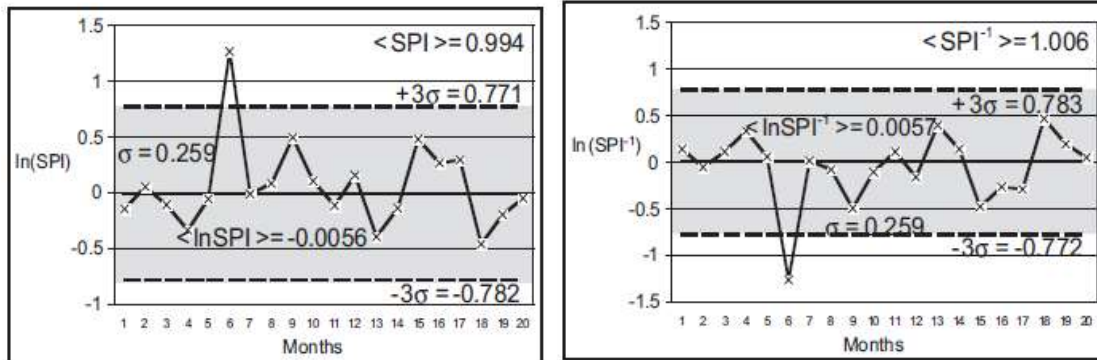 1.5
<SPI>=0.994
1
+3σ = 0.771
0.5
σ = 0.259
ln(SPI)
0
<lnSPI >=-0.0056
-0.5
-3σ = -0.782
-1
1 2 3 4 5 6 7 8 9 10 11 12 13 14 15 16 17 18 19 20
Months
1.5
<SPI⁻¹>=1.006
1
+3σ = 0.783
0.5
<lnSPI⁻¹>=0.0057
ln (SPI⁻¹)
0
-0.5
σ = 0.259
-3σ = -0.772
-1
-1.5
1 2 3 4 5 6 7 8 9 10 11 12 13 14 15 16 17 18 19 20
Months